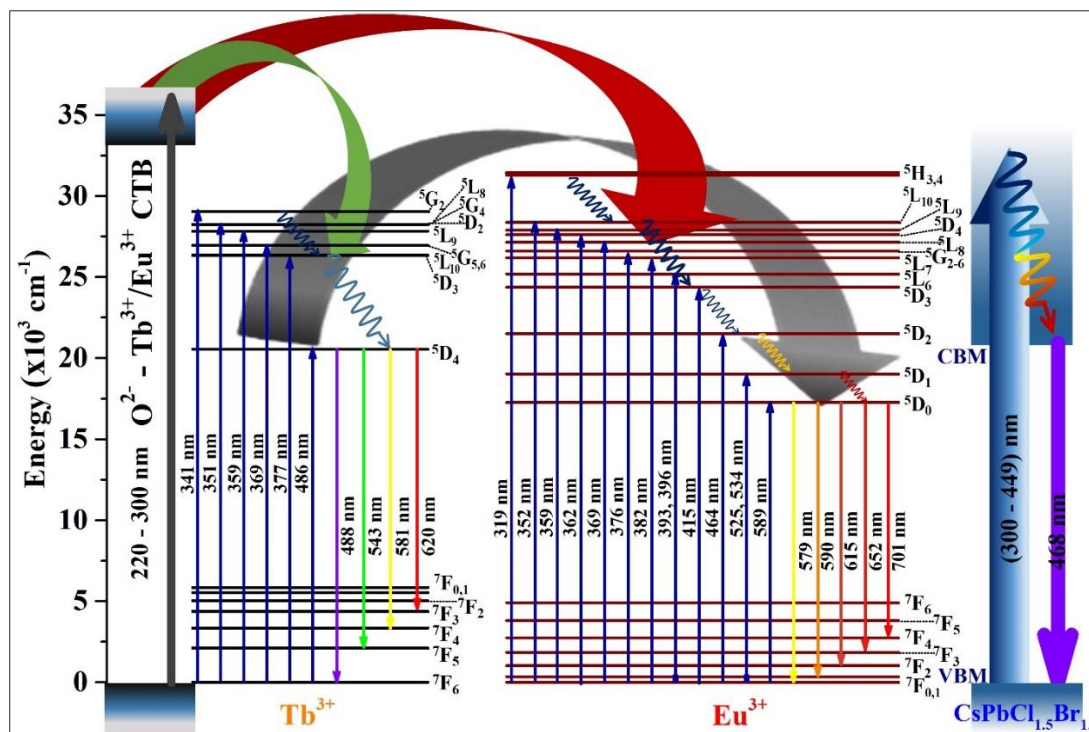 Energy (x10³ cm⁻¹)
35
30
25
20
15
10
5
0
220 - 300 nm O²⁻ - Tb³⁺/Eu³⁺ CTB
⁵G₂
⁵L₈
⁵G₄
⁵D₂
⁵L₉
⁵G₅,₆
⁵L₁₀
⁵D₃
⁵D₄
341 nm
351 nm
359 nm
369 nm
377 nm
486 nm
488 nm
543 nm
581 nm
620 nm
⁷F₀,₁
⁷F₂
⁷F₃
⁷F₄
⁷F₅
⁷F₆
Tb³⁺
⁵H₃,₄
⁵L₁₀
⁵L₉
⁵D₄
⁵L₈
⁵G₂₋₆
⁵L₇
⁵L₆
⁵D₃
⁵D₂
⁵D₁
⁵D₀
319 nm
352 nm
359 nm
362 nm
369 nm
376 nm
382 nm
393, 396 nm
415 nm
464 nm
525, 534 nm
589 nm
579 nm
590 nm
615 nm
652 nm
701 nm
⁷F₆
⁷F₅
⁷F₄
⁷F₃
⁷F₂
⁷F₀,₁
Eu³⁺
CBM
VBM
(300 - 449) nm
468 nm
CsPbCl₁.₅Br₁.